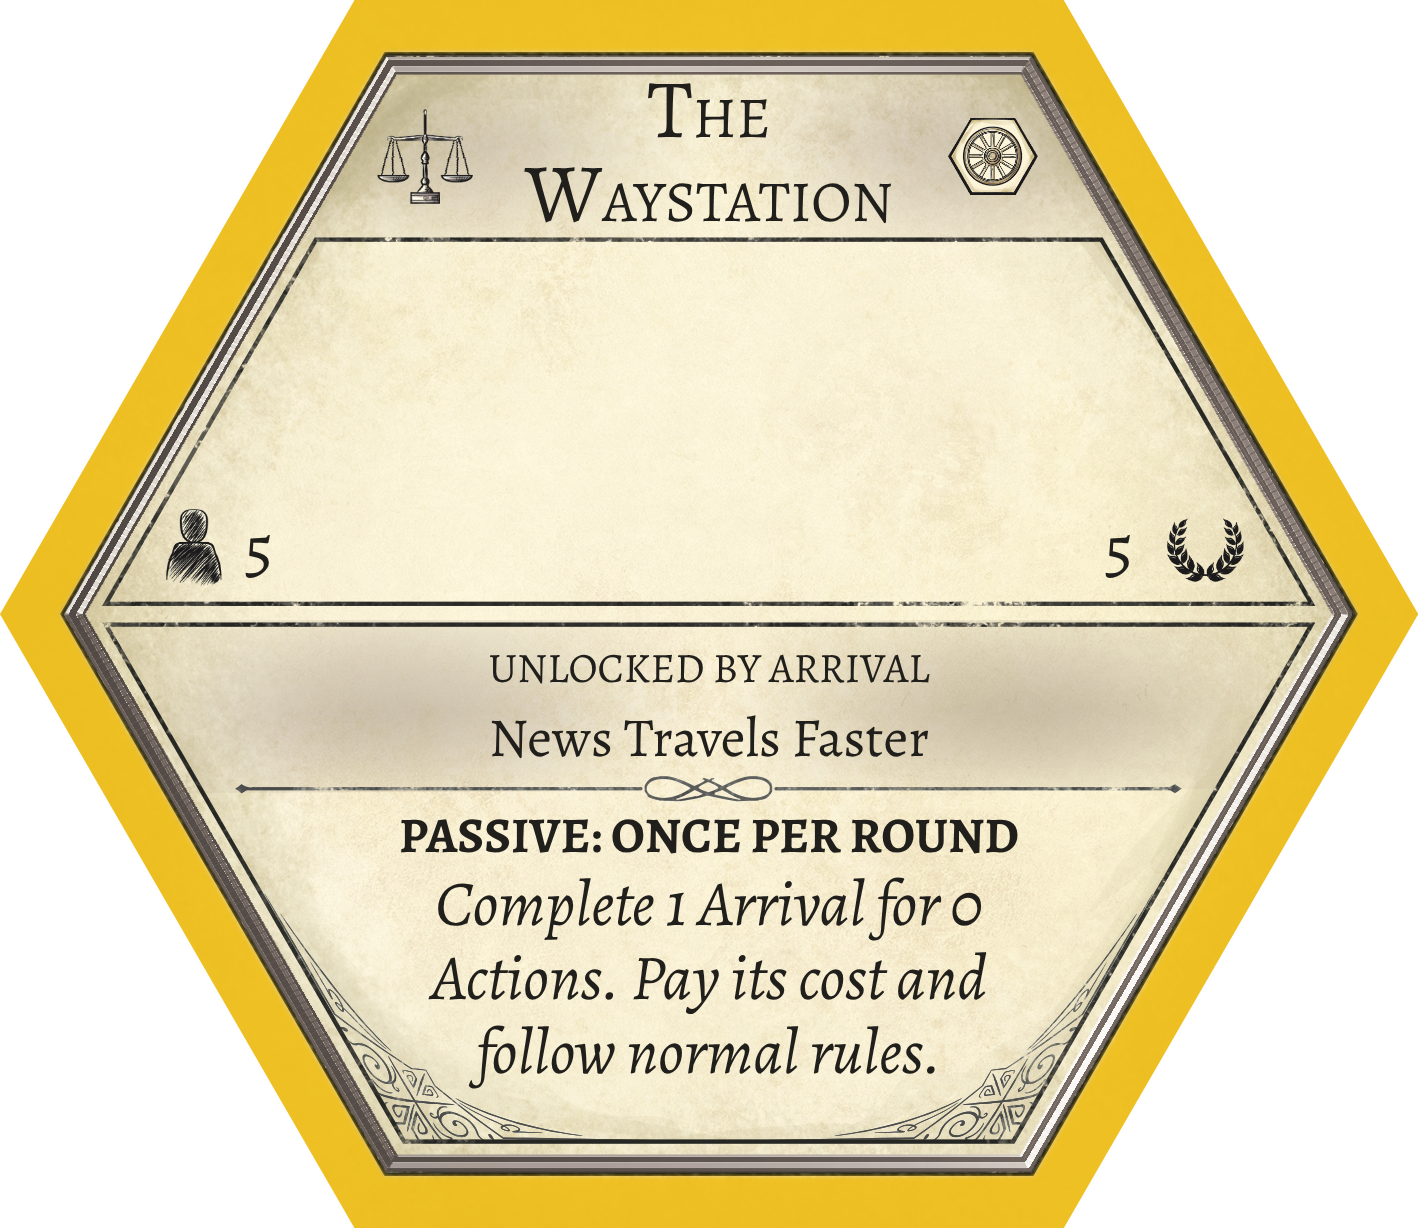 The
Waystation
5 5
UNLOCKED BY ARRIVAL
News Travels Faster
PASSIVE: ONCE PER ROUND
Complete 1 Arrival for 0
Actions. Pay its cost and
follow normal rules.